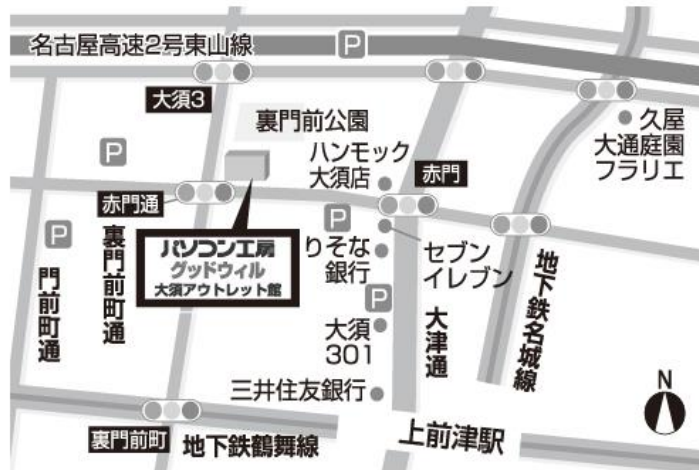 名古屋高速2号東山線
P
大須3
裏門前公園
久屋
大通庭園
フラリエ
P
ハンモック
大須店
赤門
赤門通
P
P
パソコン工房
グッドウィル
大須アウトレット館
りそな
銀行
セブン
イレブン
門前町通
裏門前町通
P
大須
301
大津通
地下鉄名城線
三井住友銀行
N
裏門前町
地下鉄鶴舞線
上前津駅